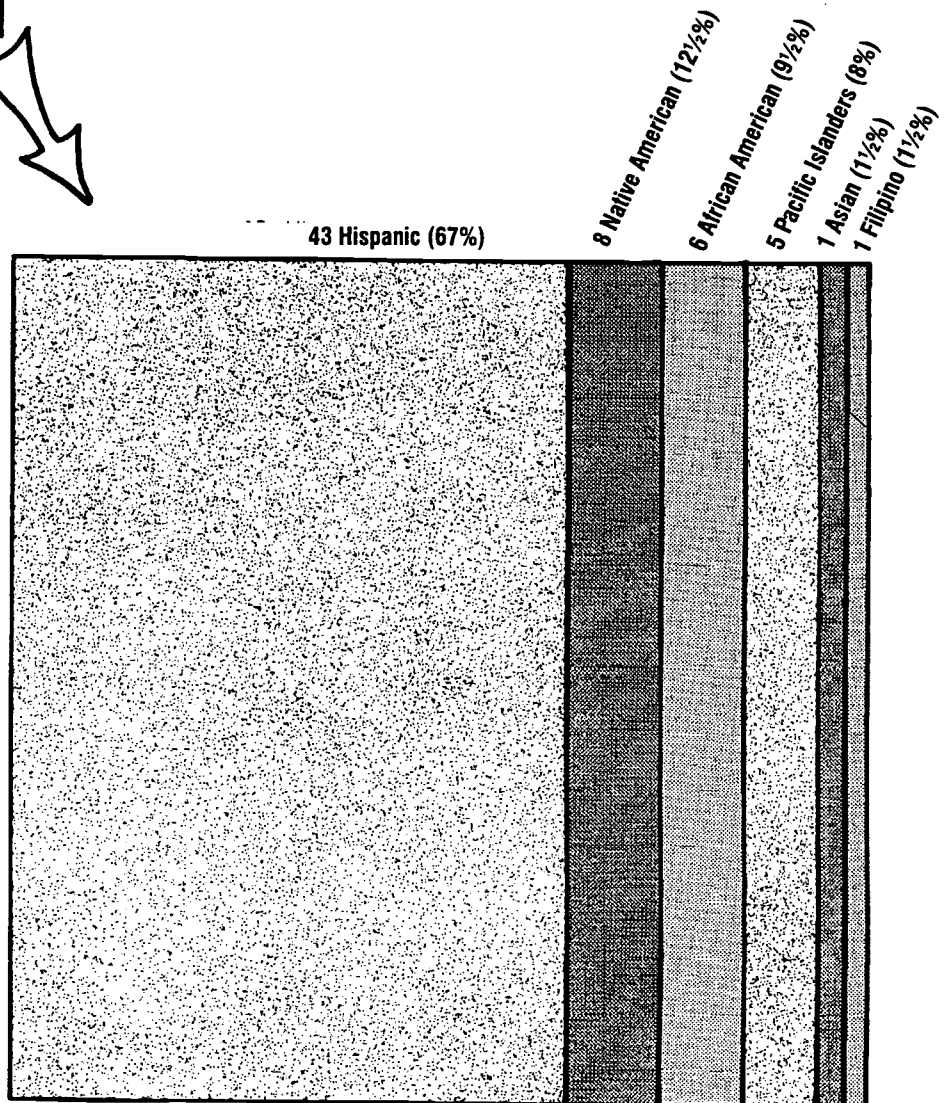 43 Hispanic (67%)
8 Native American (12½%)
6 African American (9½%)
5 Pacific Islanders (8%)
1 Asian (1½%)
1 Filipino (1½%)